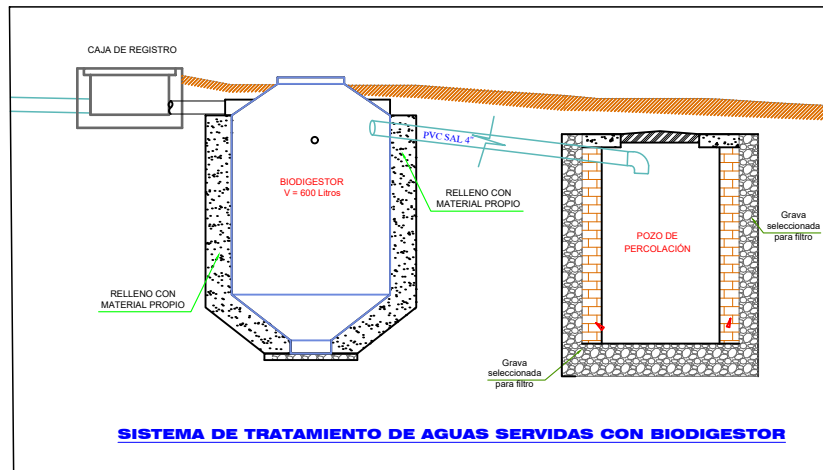 CAJA DE REGISTRO
PVC SAL 4"
BIODIGESTOR
V = 600 Litros
RELLENO CON
MATERIAL PROPIO
POZO DE
PERCOLACIÓN
Grava
seleccionada
para filtro
RELLENO CON
MATERIAL PROPIO
Grava
seleccionada
para filtro
SISTEMA DE TRATAMIENTO DE AGUAS SERVIDAS CON BIODIGESTOR